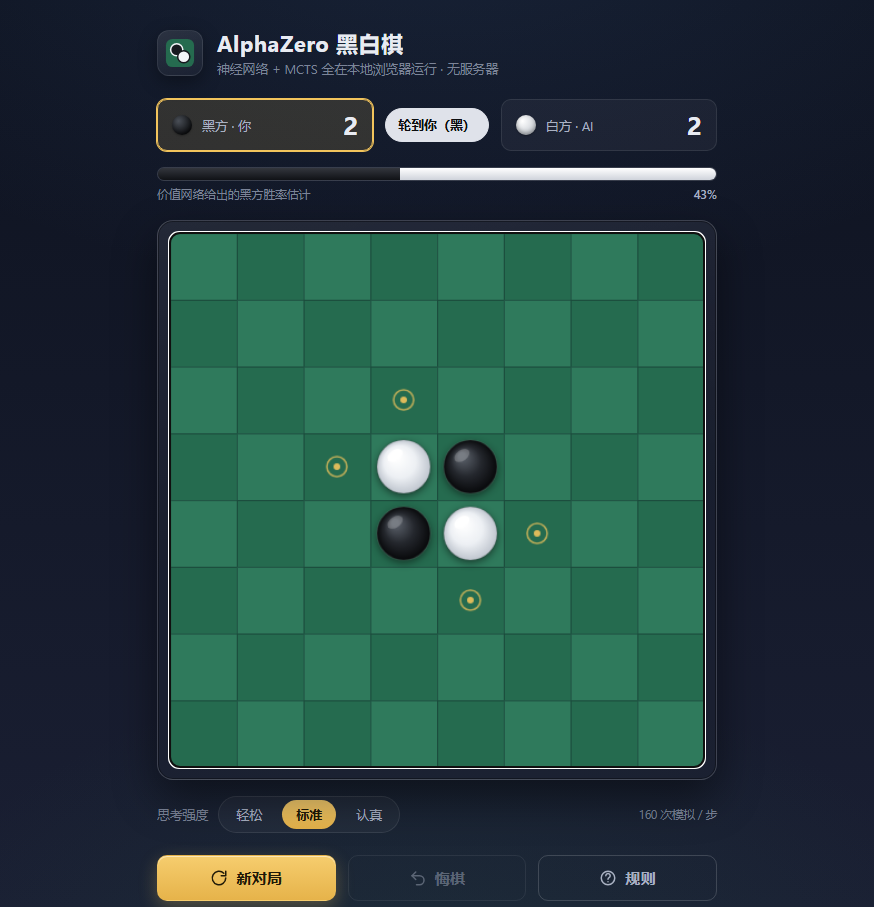 AlphaZero 黑白棋
神经网络 + MCTS 全在本地浏览器运行 · 无服务器
黑方 · 你
2
轮到你（黑）
白方 · AI
2
价值网络给出的黑方胜率估计
43%
思考强度
轻松
标准
认真
160 次模拟 / 步
新对局
悔棋
规则